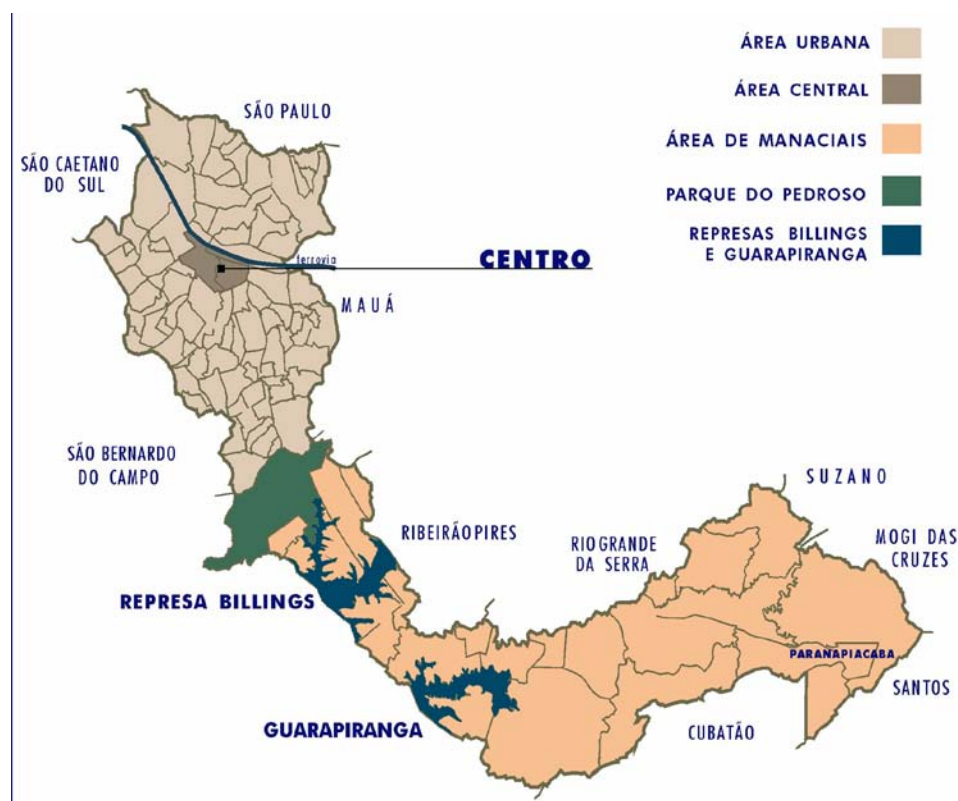 ÁREA URBANA
ÁREA CENTRAL
ÁREA DE MANACIAIS
PARQUE DO PEDROSO
REPRESAS BILLINGS
E GUARAPIRANGA
SÃO PAULO
SÃO CAETANO
DO SUL
ferrovia
CENTRO
MAUÁ
SÃO BERNARDO
DO CAMPO
SUZANO
RIBEIRÃO PIRES
RIO GRANDE
DA SERRA
MOGI DAS
CRUZES
REPRESA BILLINGS
PARANAPIACABA
SANTOS
GUARAPIRANGA
CUBATÃO